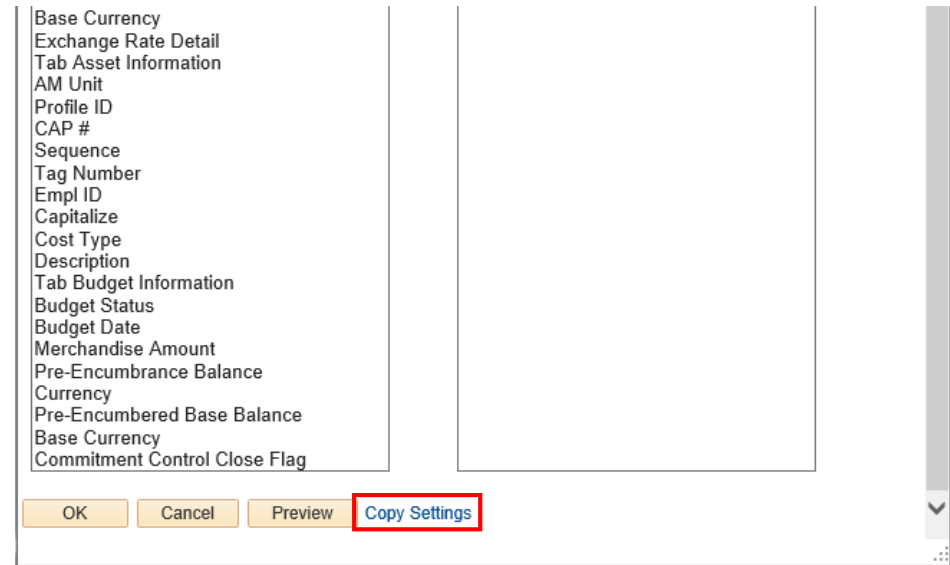 Base Currency
Exchange Rate Detail
Tab Asset Information
AM Unit
Profile ID
CAP #
Sequence
Tag Number
Empl ID
Capitalize
Cost Type
Description
Tab Budget Information
Budget Status
Budget Date
Merchandise Amount
Pre-Encumbrance Balance
Currency
Pre-Encumbered Base Balance
Base Currency
Commitment Control Close Flag
OK Cancel Preview Copy Settings